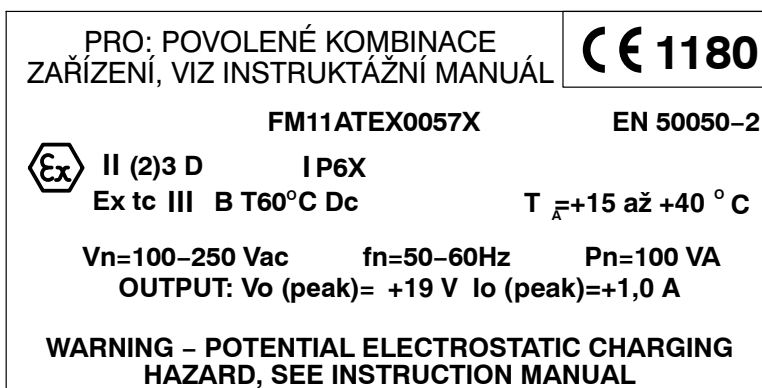 PRO: POVOLENÉ KOMBINACE
ZAŘÍZENÍ, VIZ INSTRUKTÁŽNÍ MANUÁL
CE 1180
FM11ATEX0057X EN 50050–2
Ex II (2)3 D IP6X
Ex tc III B T60°C Dc TA=+15 až +40 °C
Vn=100–250 Vac fn=50–60Hz Pn=100 VA
OUTPUT: Vo (peak)= +19 V Io (peak)=+1,0 A
WARNING – POTENTIAL ELECTROSTATIC CHARGING
HAZARD, SEE INSTRUCTION MANUAL